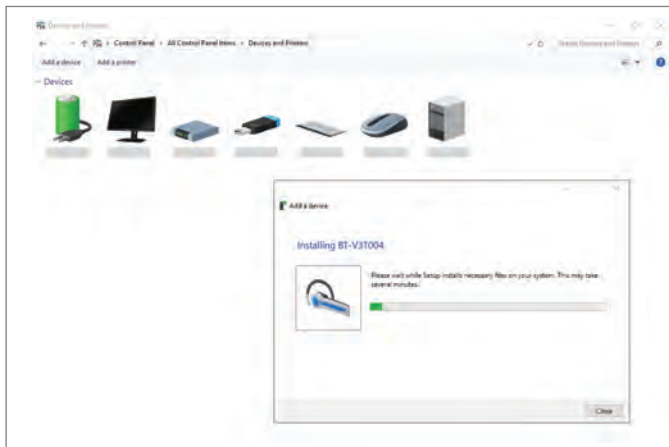 Devices and Printers
Control Panel › All Control Panel Items › Devices and Printers
Search Devices and Printers
Add a device Add a printer
Devices
Add a device
Installing BT-V3T004
Please wait while Setup installs necessary files on your system. This may take
several minutes.
Close